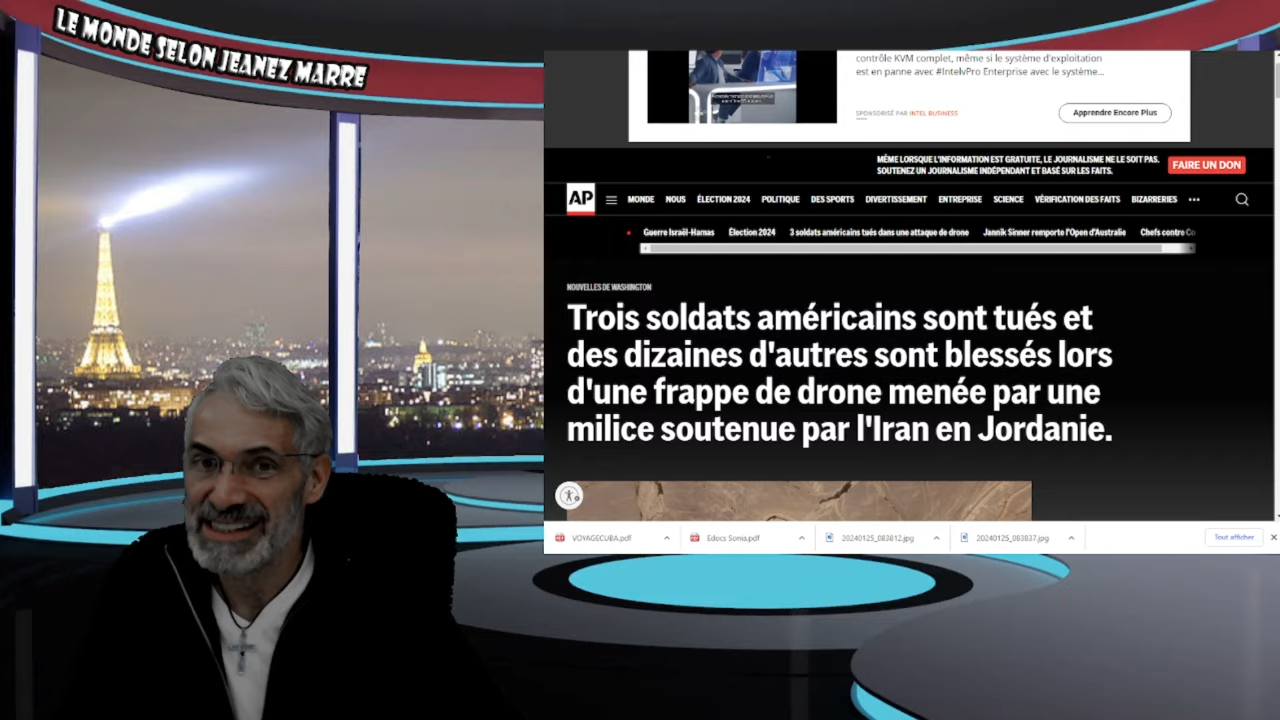 LE MONDE SELON JEANEZ MARRE
contrôle KVM complet, même si le système d'exploitation
est en panne avec #IntelvPro Enterprise avec le système...
SPONSORISÉ PAR INTEL BUSINESS
Apprendre Encore Plus
MÊME LORSQUE L'INFORMATION EST GRATUITE, LE JOURNALISME NE LE SOIT PAS.
SOUTENEZ UN JOURNALISME INDÉPENDANT ET BASÉ SUR LES FAITS.
FAIRE UN DON
AP
MONDE NOUS ÉLECTION 2024 POLITIQUE DES SPORTS DIVERTISSEMENT ENTREPRISE SCIENCE VÉRIFICATION DES FAITS BIZARRERIES
Guerre Israël-Hamas Élection 2024 3 soldats américains tués dans une attaque de drone Jannik Sinner remporte l'Open d'Australie Chefs contre Co
NOUVELLES DE WASHINGTON
Trois soldats américains sont tués et
des dizaines d'autres sont blessés lors
d'une frappe de drone menée par une
milice soutenue par l'Iran en Jordanie.
VOYAGECUBA.pdf Edocs Sonia.pdf 20240125_083812.jpg 20240125_083837.jpg Tout afficher